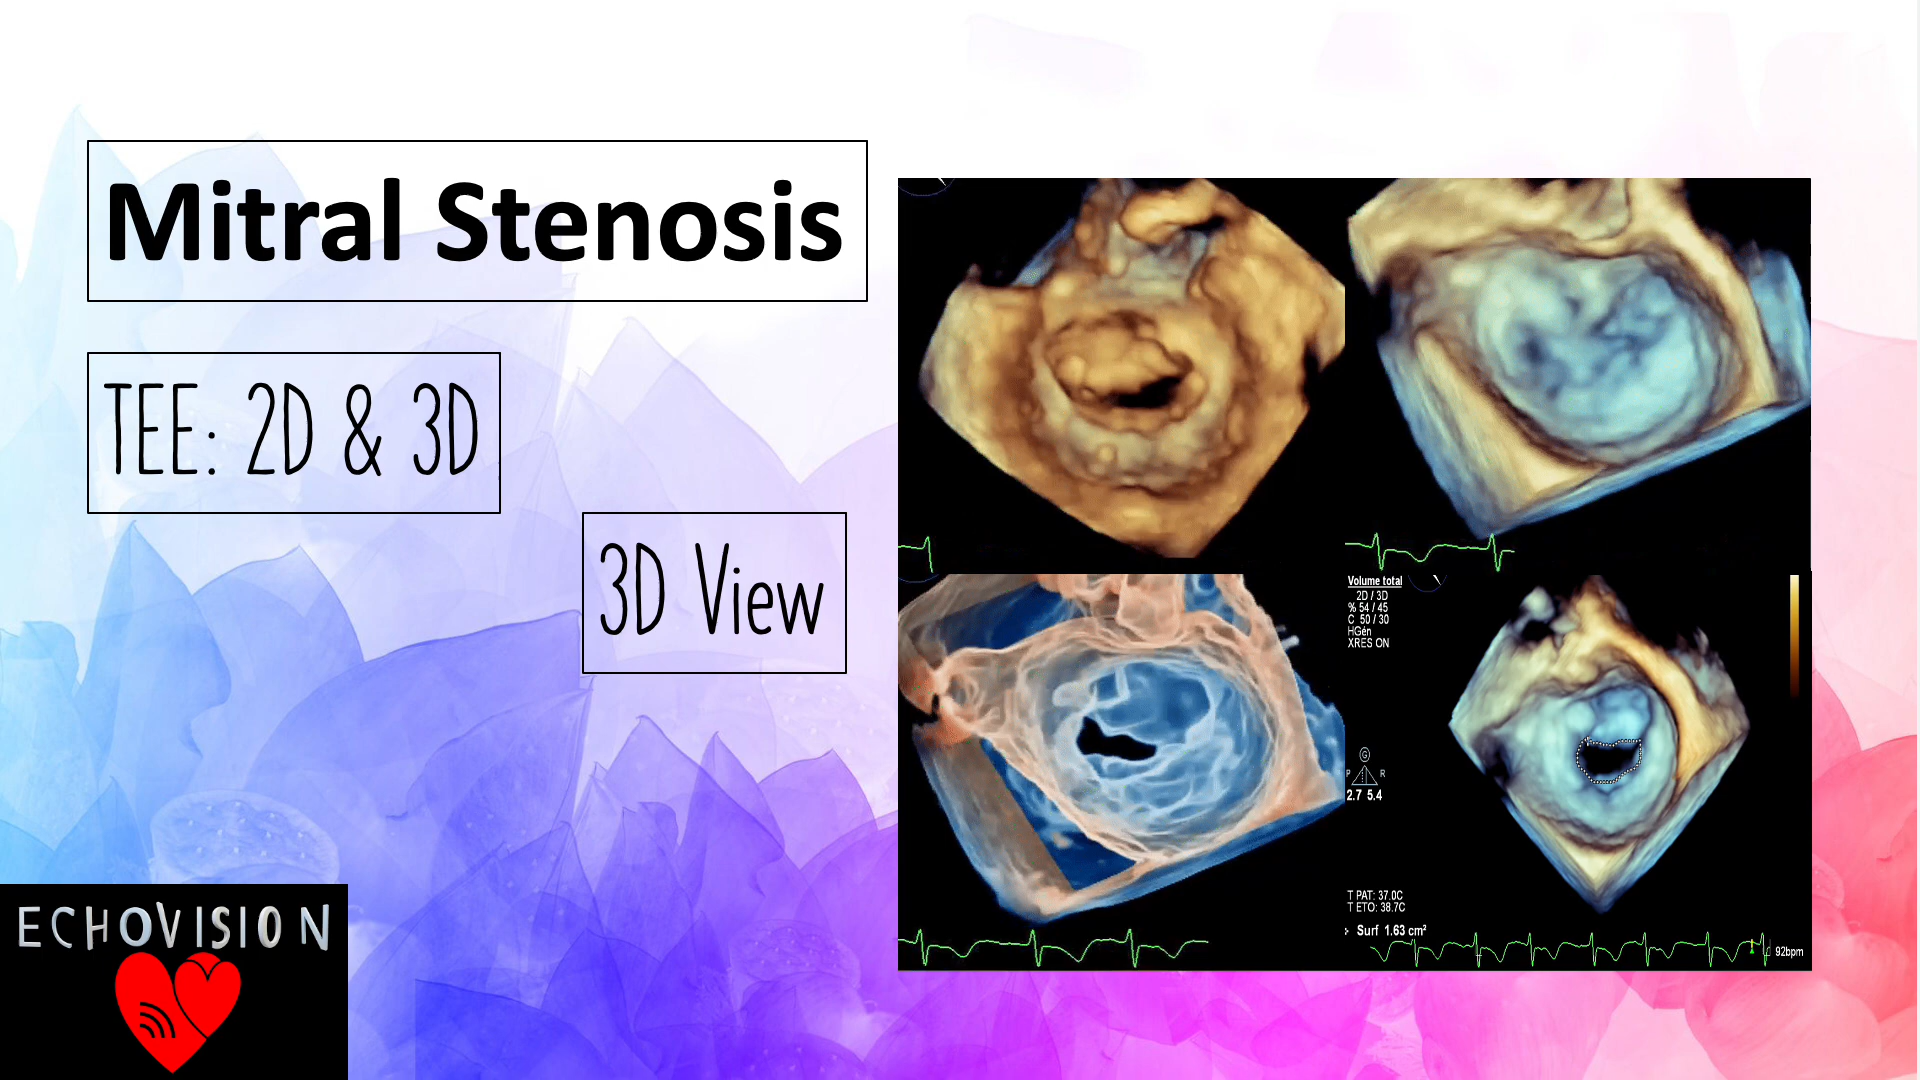 Mitral Stenosis
TEE: 2D & 3D
3D View
Volume total
2D / 3D
% 54 / 45
C 50 / 30
HGén
XRES ON
G
P R
2.7 5.4
T PAT: 37.0C
T ETO: 38.7C
Surf 1.63 cm²
92bpm
ECHOVISION